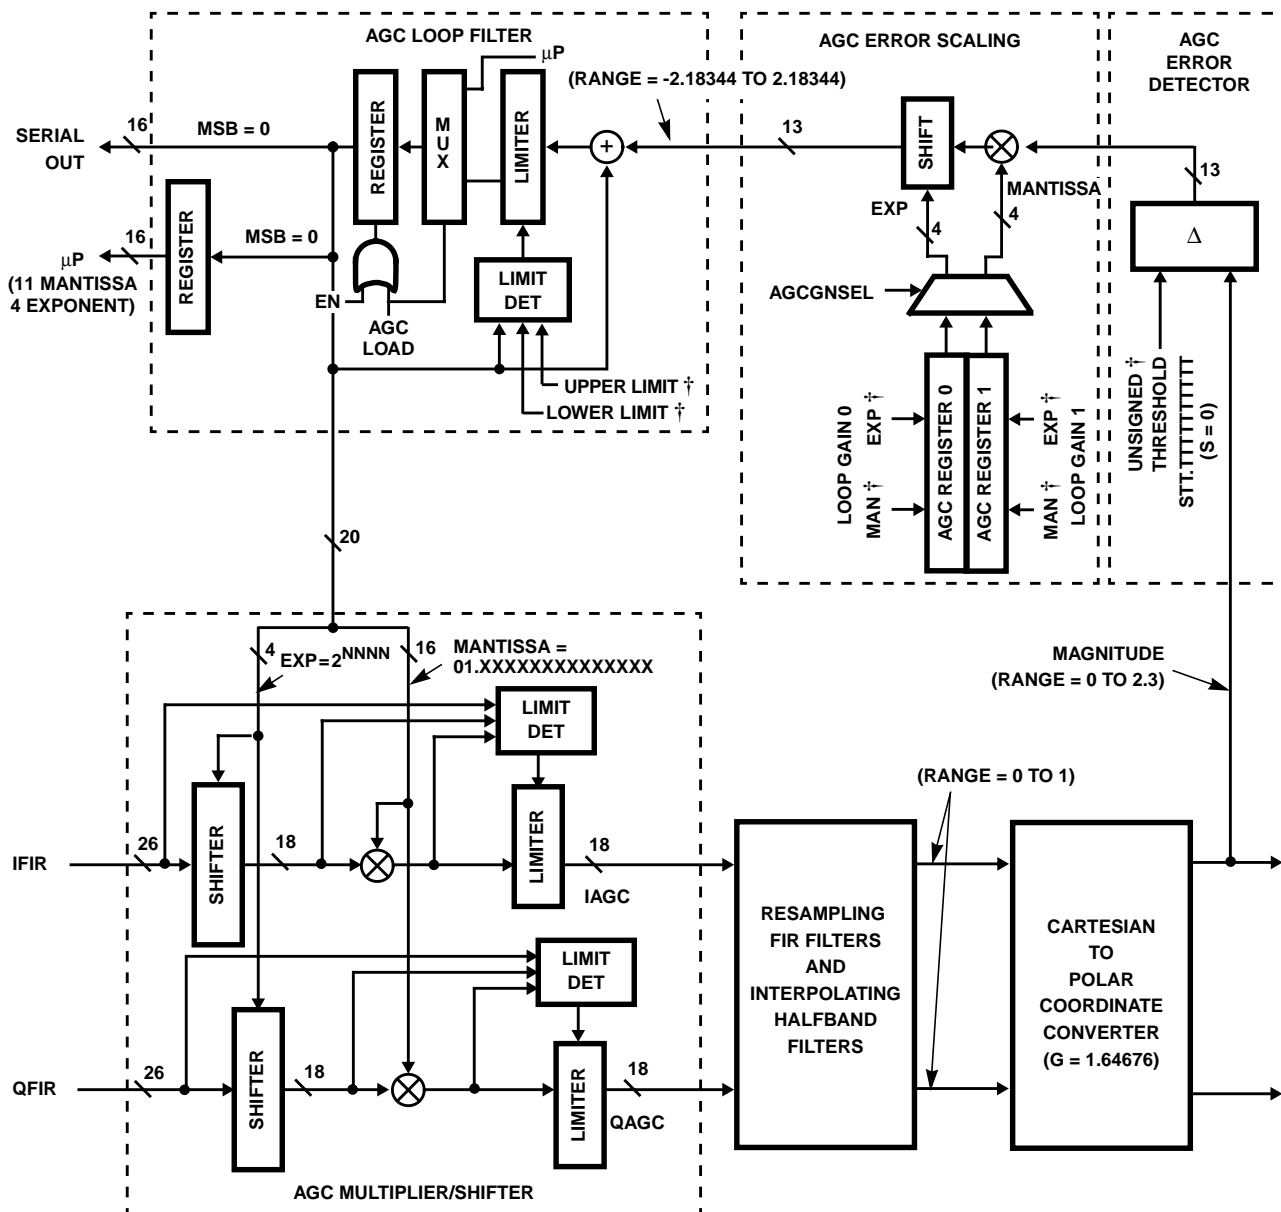 AGC LOOP FILTER
μP
REGISTER
MUX
LIMITER
(RANGE = -2.18344 TO 2.18344)
+
SERIAL
OUT
16
MSB = 0
REGISTER
16
MSB = 0
μP
(11 MANTISSA
4 EXPONENT)
EN
AGC
LOAD
LIMIT
DET
UPPER LIMIT †
LOWER LIMIT †
AGC ERROR SCALING
13
SHIFT
MANTISSA
EXP
4
4
AGCGNSEL
AGC REGISTER 0
AGC REGISTER 1
LOOP GAIN 0
EXP †
MAN †
EXP †
MAN †
LOOP GAIN 1
AGC
ERROR
DETECTOR
13
Δ
UNSIGNED †
THRESHOLD
STT.TTTTTTTTTT
(S = 0)
20
4
EXP=2NNNN
16
MANTISSA =
01.XXXXXXXXXXXXXX
LIMIT
DET
MAGNITUDE
(RANGE = 0 TO 2.3)
(RANGE = 0 TO 1)
IFIR
26
SHIFTER
18
LIMITER
18
IAGC
LIMIT
DET
QFIR
26
SHIFTER
18
LIMITER
18
QAGC
AGC MULTIPLIER/SHIFTER
RESAMPLING
FIR FILTERS
AND
INTERPOLATING
HALFBAND
FILTERS
CARTESIAN
TO
POLAR
COORDINATE
CONVERTER
(G = 1.64676)